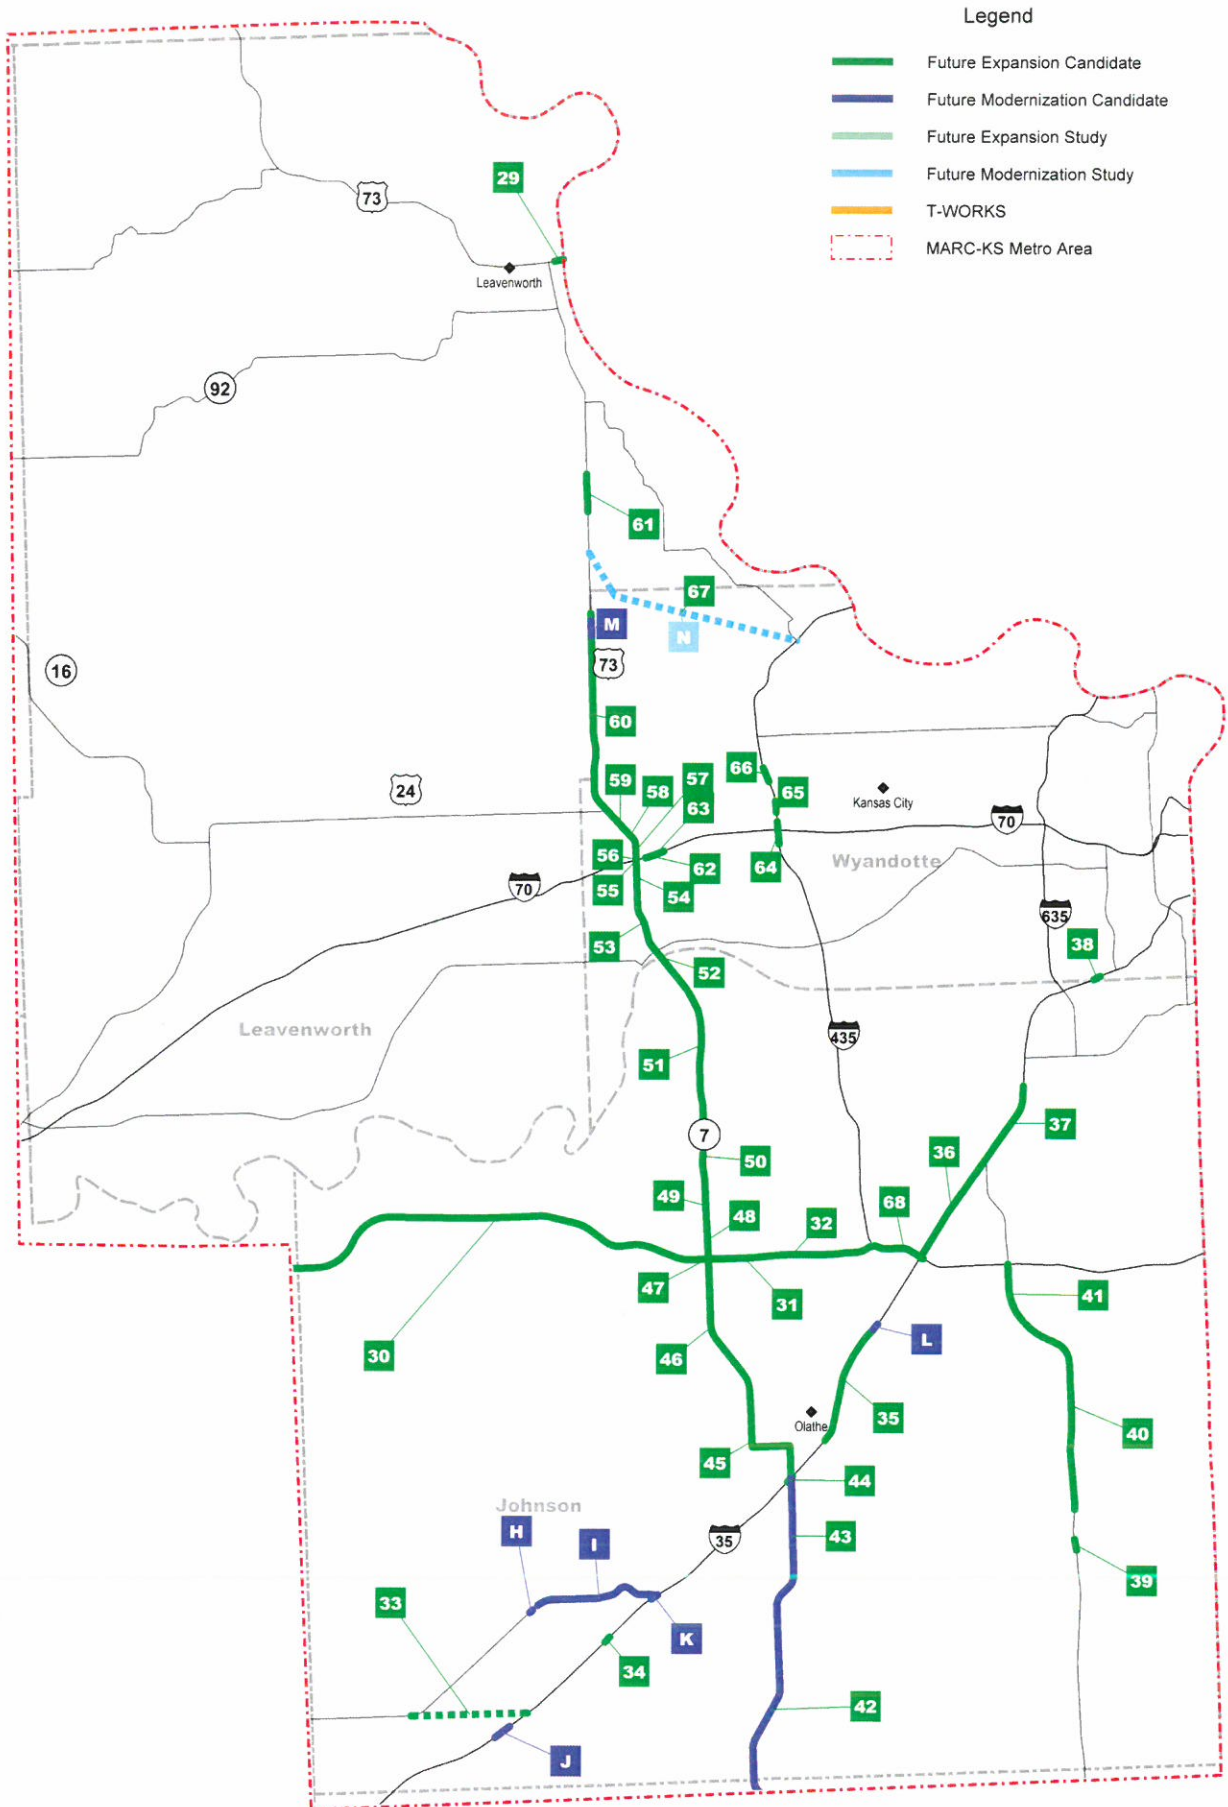 Legend
Future Expansion Candidate
Future Modernization Candidate
Future Expansion Study
Future Modernization Study
T-WORKS
MARC-KS Metro Area
29
73
Leavenworth
92
61
67
M
N
73
16
60
66
59
58
57
65
Kansas City
24
63
70
56
62
64
Wyandotte
70
55
54
635
53
38
52
Leavenworth
435
51
7
37
50
36
49
48
32
68
47
31
41
30
46
L
Olathe
35
40
45
44
Johnson
H
I
35
43
39
33
K
34
42
J